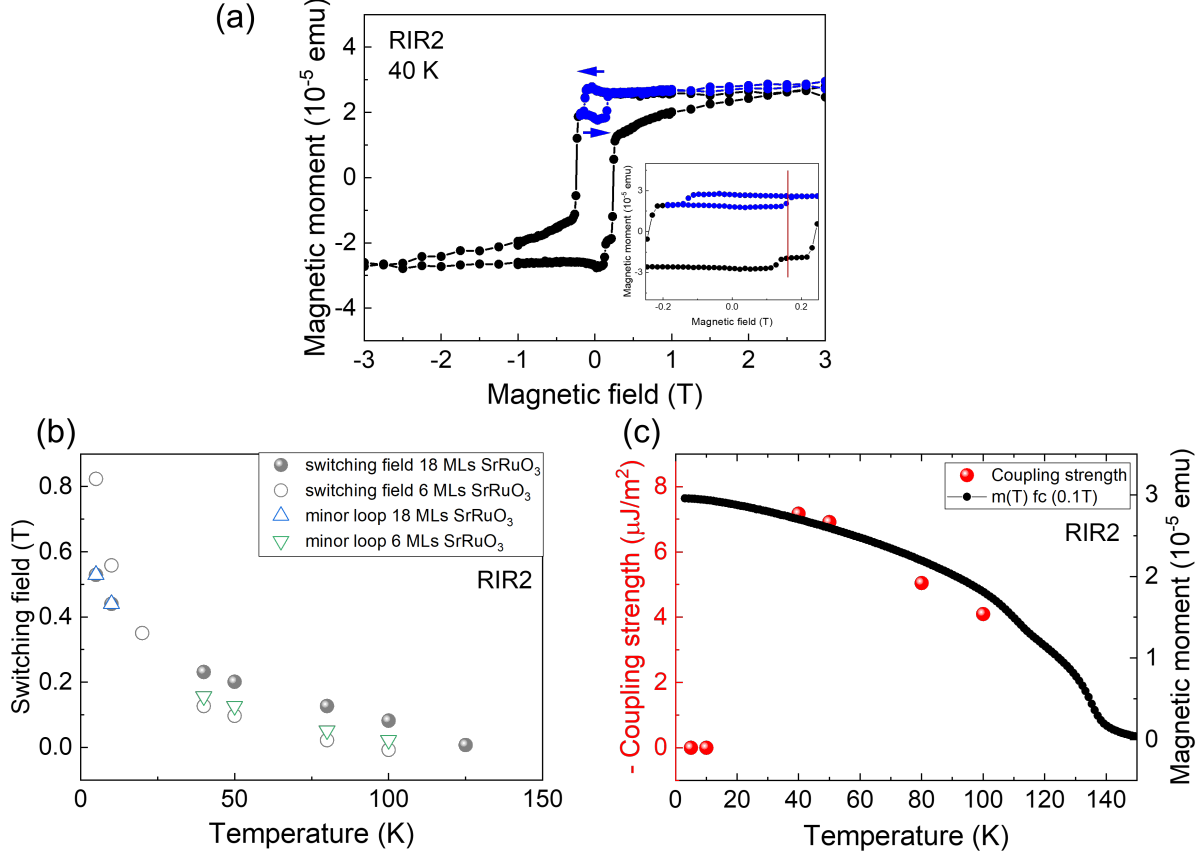 (a)
RIR2
40 K
Magnetic moment (10⁻⁵ emu)
4
2
0
-2
-4
-3
-2
-1
0
1
2
3
Magnetic field (T)
Magnetic moment (10⁻⁵ emu)
3
0
-3
-0.2
0.0
0.2
Magnetic field (T)
(b)
switching field 18 MLs SrRuO₃
switching field 6 MLs SrRuO₃
minor loop 18 MLs SrRuO₃
minor loop 6 MLs SrRuO₃
RIR2
Switching field (T)
0.8
0.6
0.4
0.2
0.0
0
50
100
150
Temperature (K)
(c)
Coupling strength
m(T) fc (0.1T)
RIR2
- Coupling strength (μJ/m²)
8
6
4
2
0
Magnetic moment (10⁻⁵ emu)
3
2
1
0
0
20
40
60
80
100
120
140
Temperature (K)